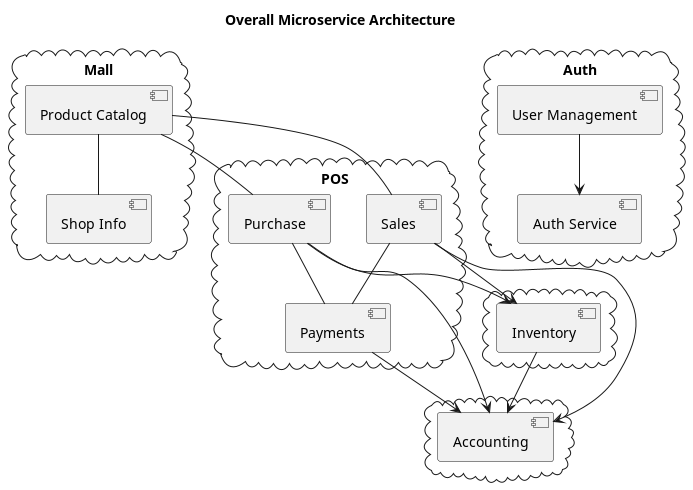 Overall Microservice Architecture
Mall
Auth
Product Catalog
User Management
POS
Shop Info
Purchase
Sales
Auth Service
Payments
Inventory
Accounting